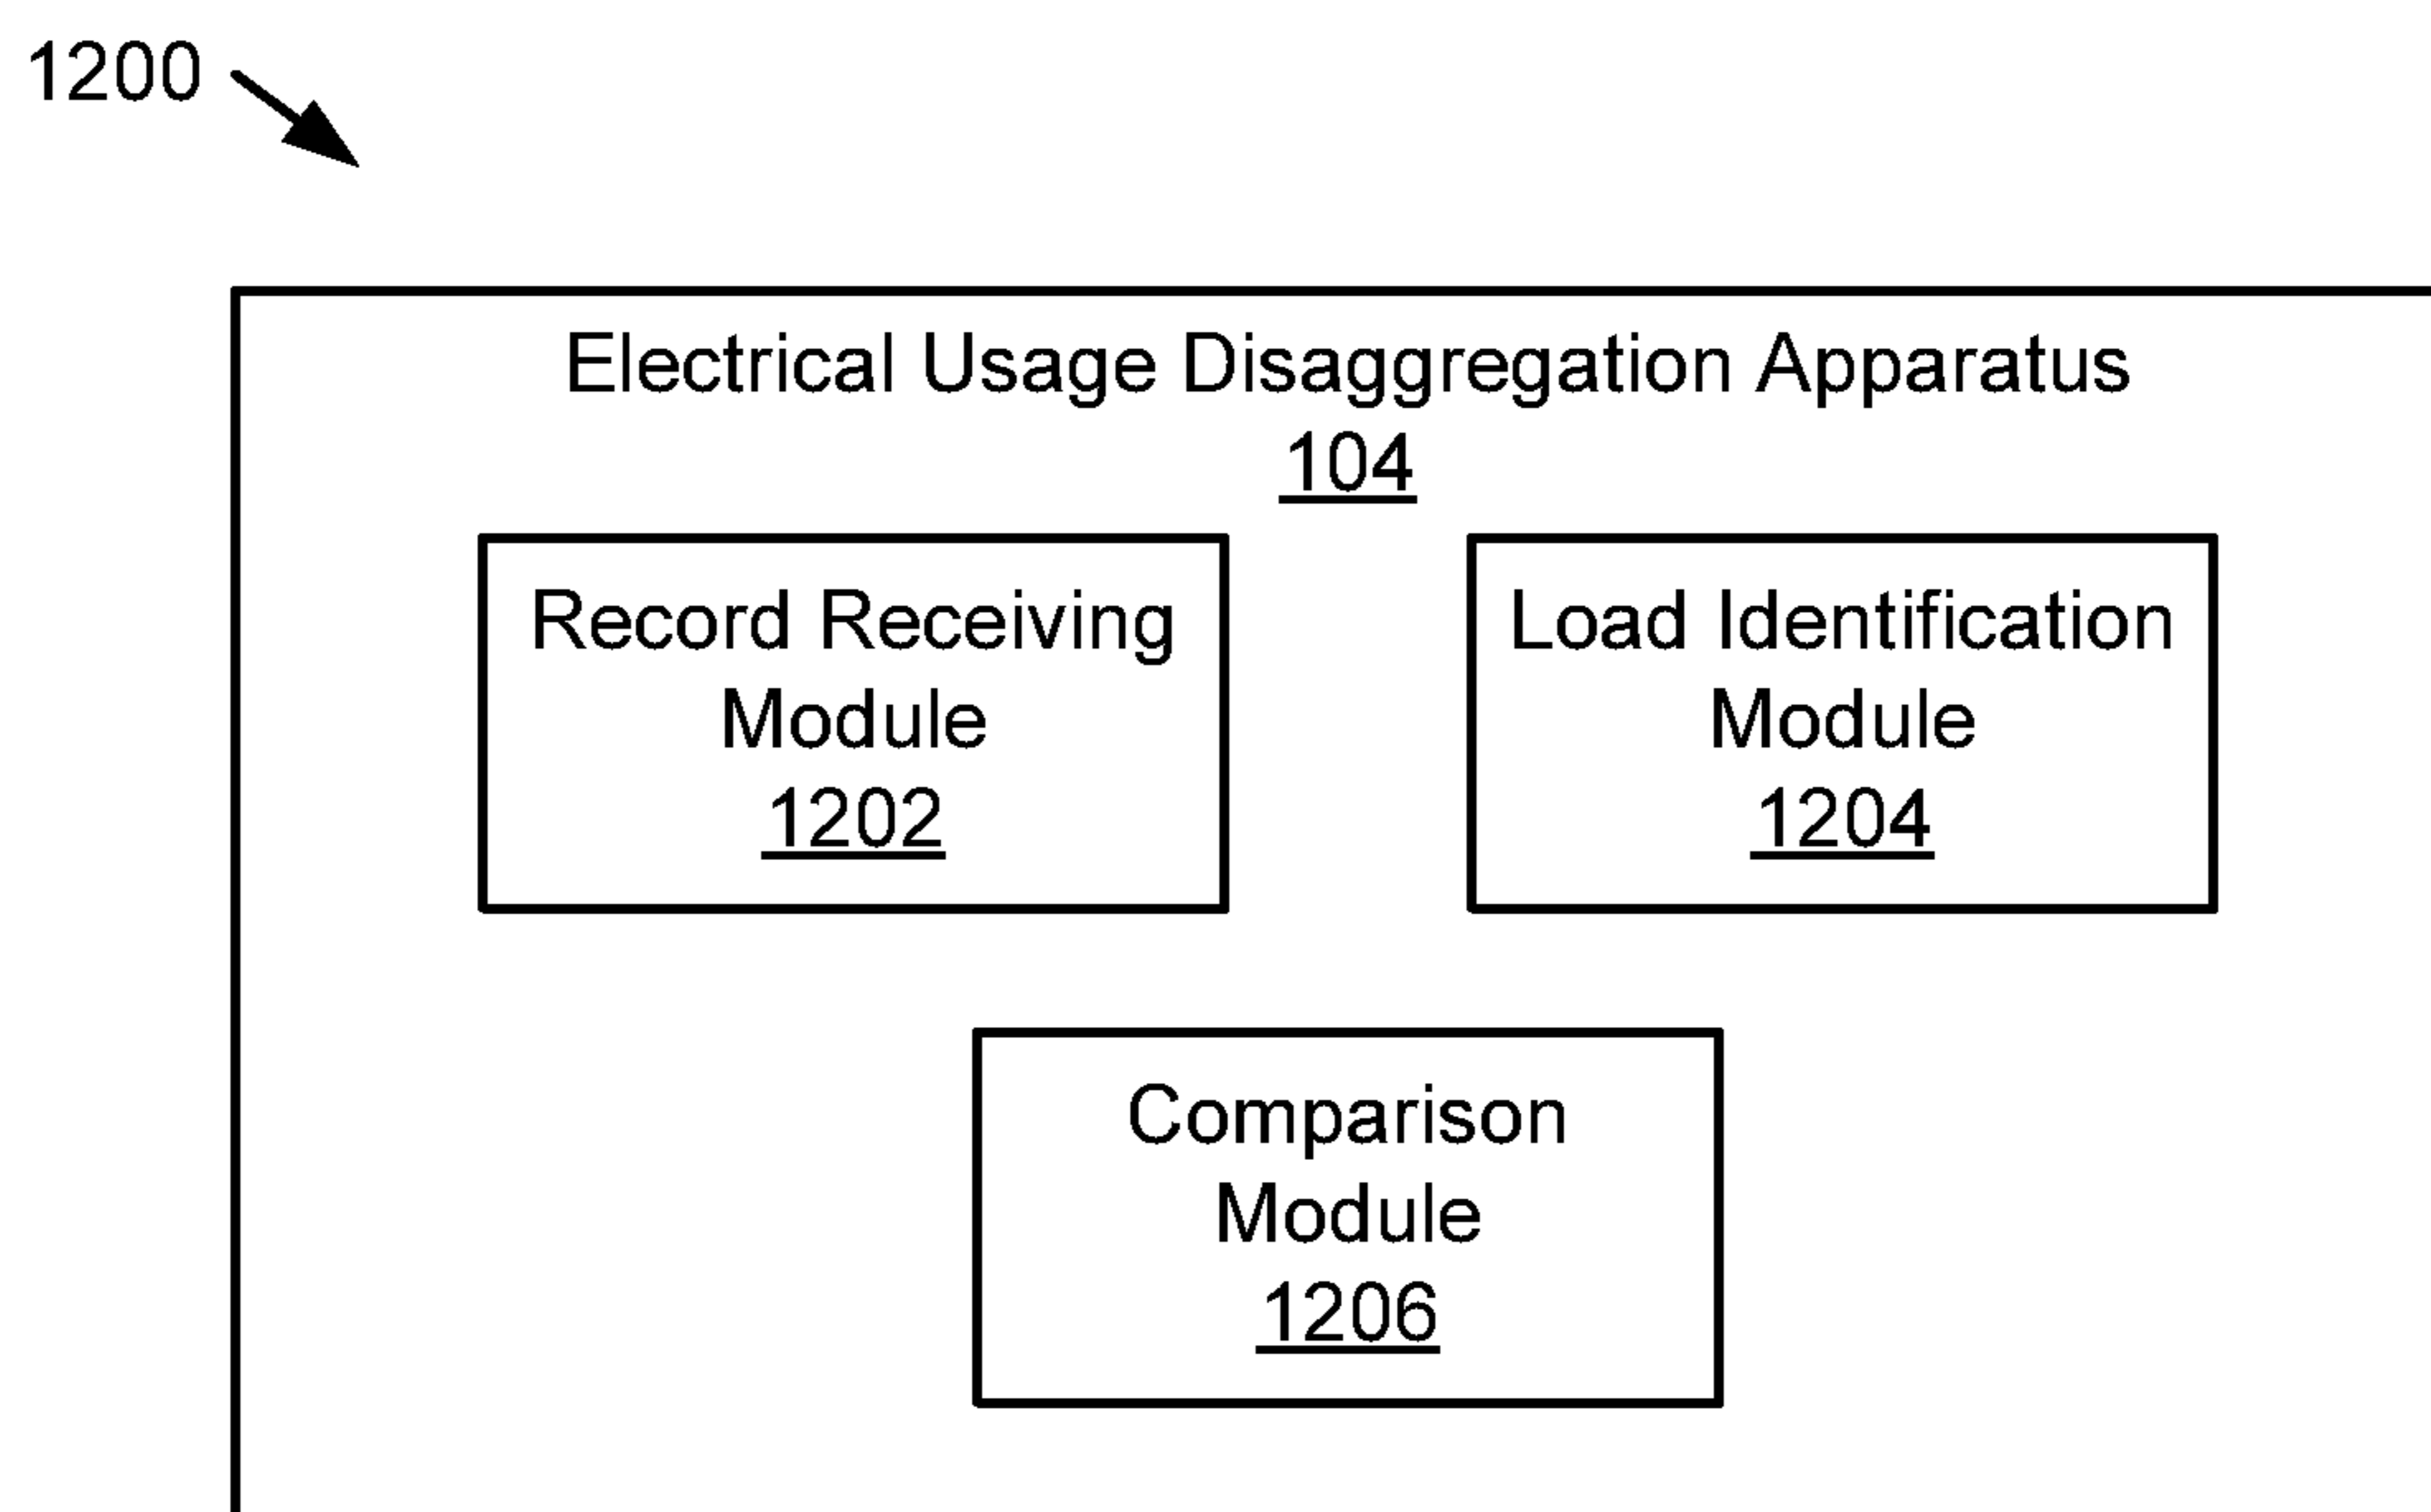 1200
Electrical Usage Disaggregation Apparatus
104
Record Receiving
Module
1202
Load Identification
Module
1204
Comparison
Module
1206